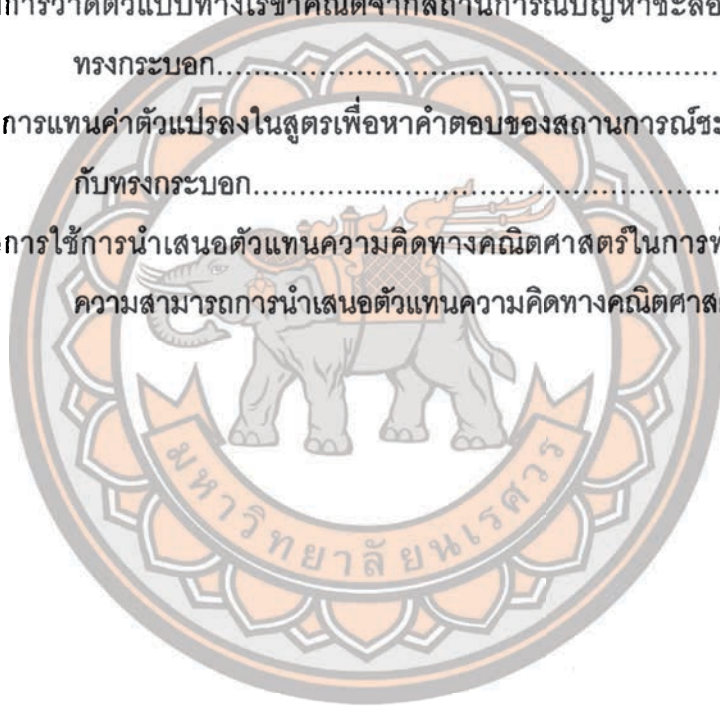 การวาดตัวแบบทางเรขาคณิตจากสถานการณ์ปัญหาชะลอ
ทรงกระบอก.......................................................
การแทนค่าตัวแปรลงในสูตรเพื่อหาคำตอบของสถานการณ์ชะ
กับทรงกระบอก..................................................
การใช้การนำเสนอตัวแทนความคิดทางคณิตศาสตร์ในการท
ความสามารถการนำเสนอตัวแทนความคิดทางคณิตศาส
มหาวิทยาลัยนเรศวร